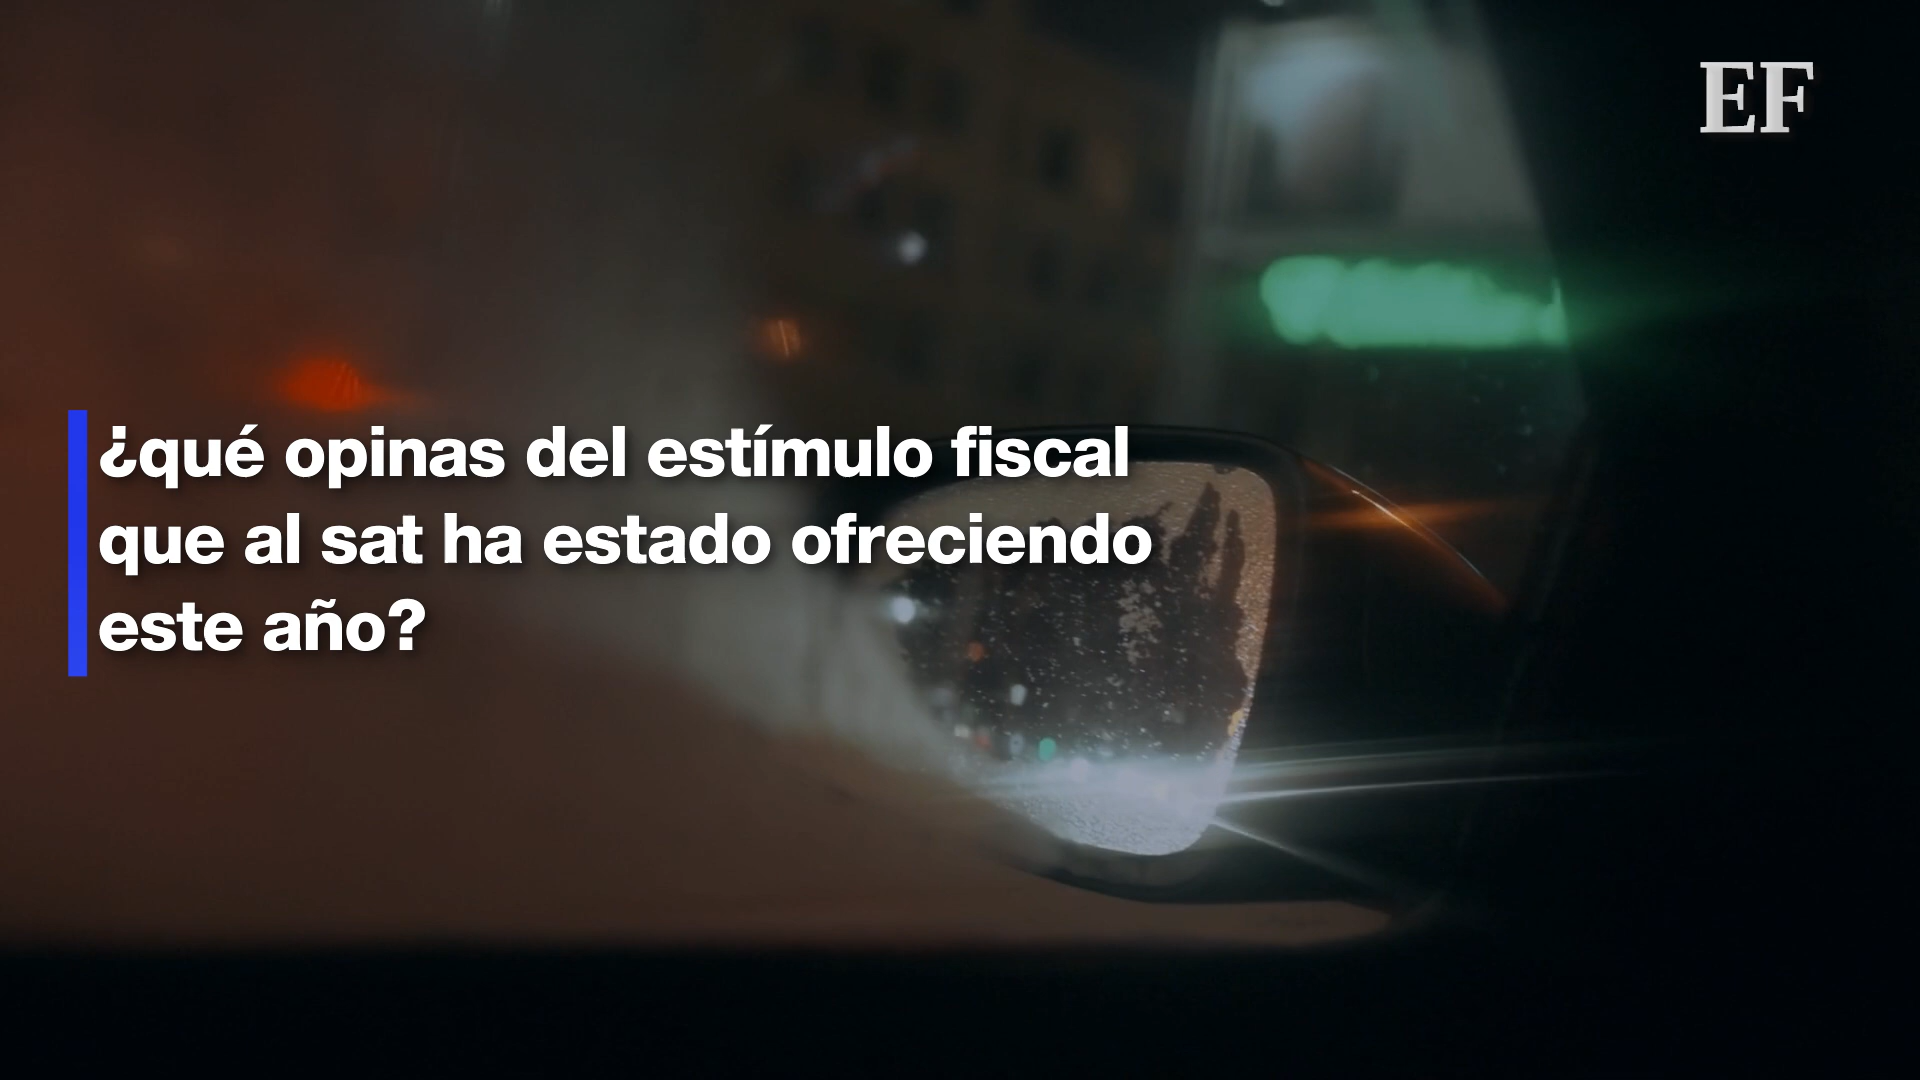 EF
¿qué opinas del estímulo fiscal
que al sat ha estado ofreciendo
este año?